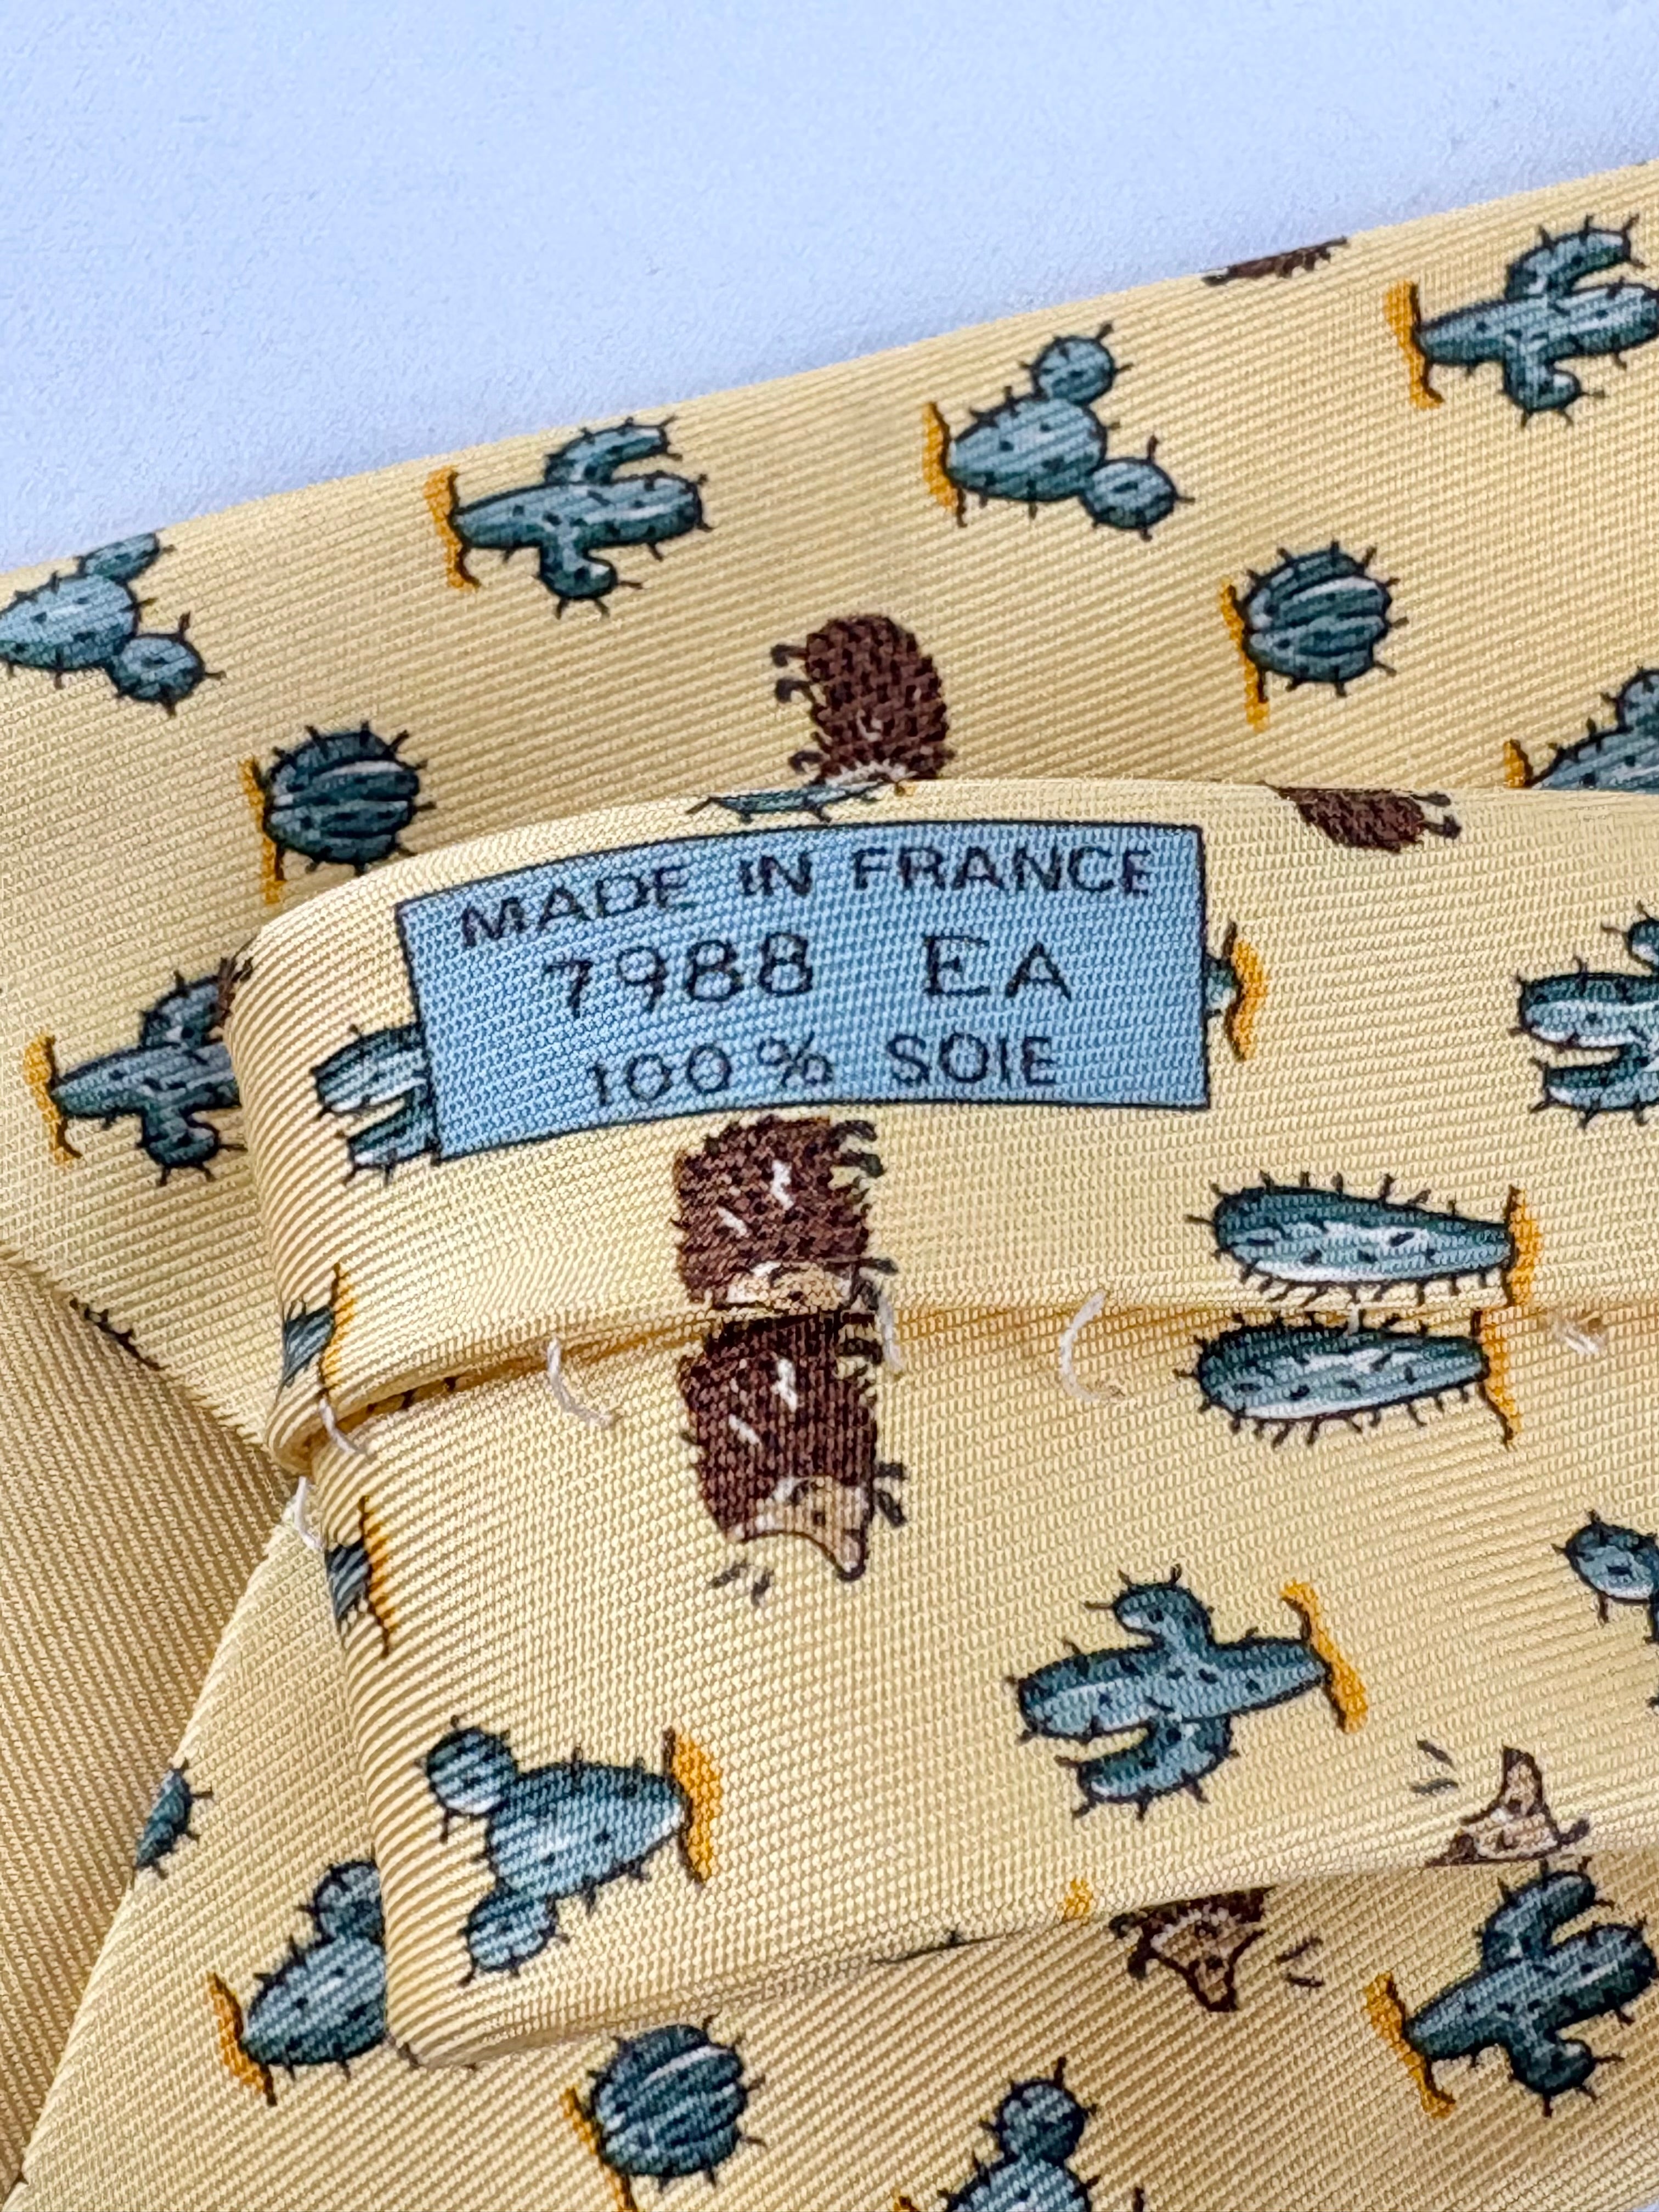 MADE IN FRANCE
7988 EA
100% SOIE